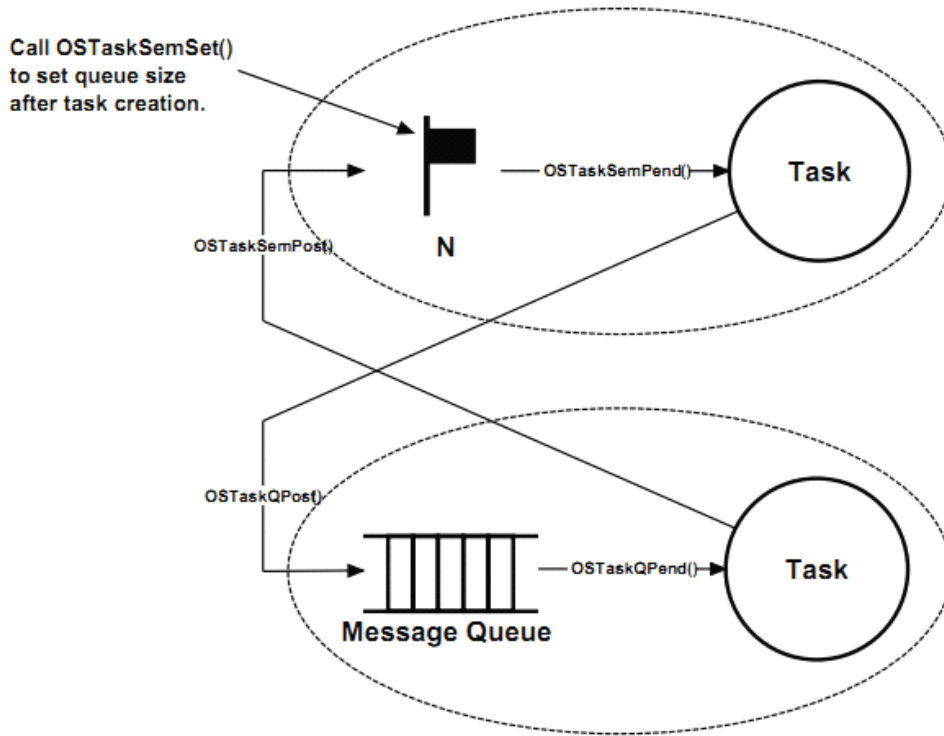 Call OSTaskSemSet()
to set queue size
after task creation.
OSTaskSemPend()
Task
N
OSTaskSemPost()
OSTaskQPost()
OSTaskQPend()
Task
Message Queue